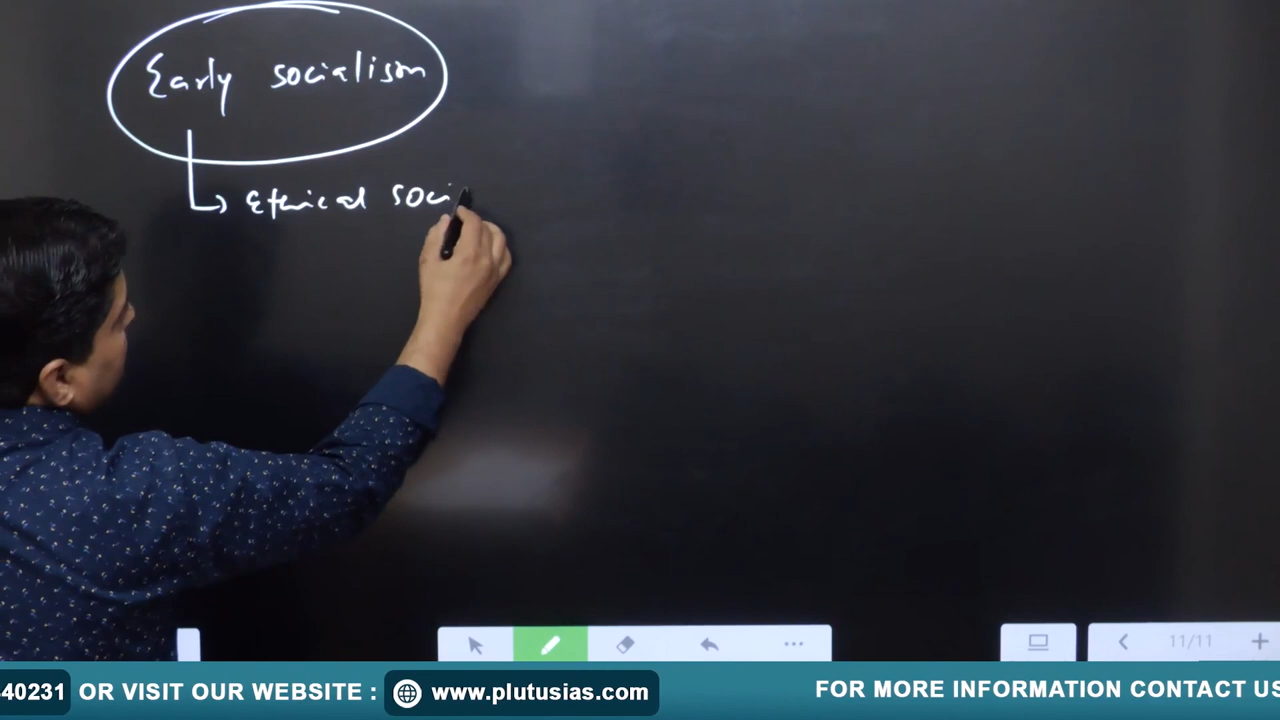 Early socialism
Ethical soci
11/11
40231 OR VISIT OUR WEBSITE : www.plutusias.com FOR MORE INFORMATION CONTACT US